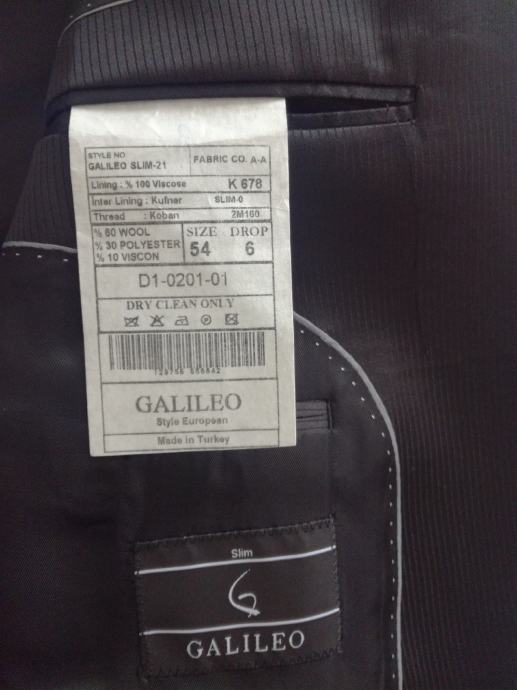 STYLE NO
GALILEO SLIM-21
FABRIC CO. A-A
Lining : % 100 Viscose K 678
Inter Lining : Kufner SLIM-0
Thread : Koban 2M160
% 60 WOOL
% 30 POLYESTER
% 10 VISCON
SIZE DROP
54 6
D1-0201-01
DRY CLEAN ONLY
GALILEO
Style European
Made in Turkey
Slim
GALILEO